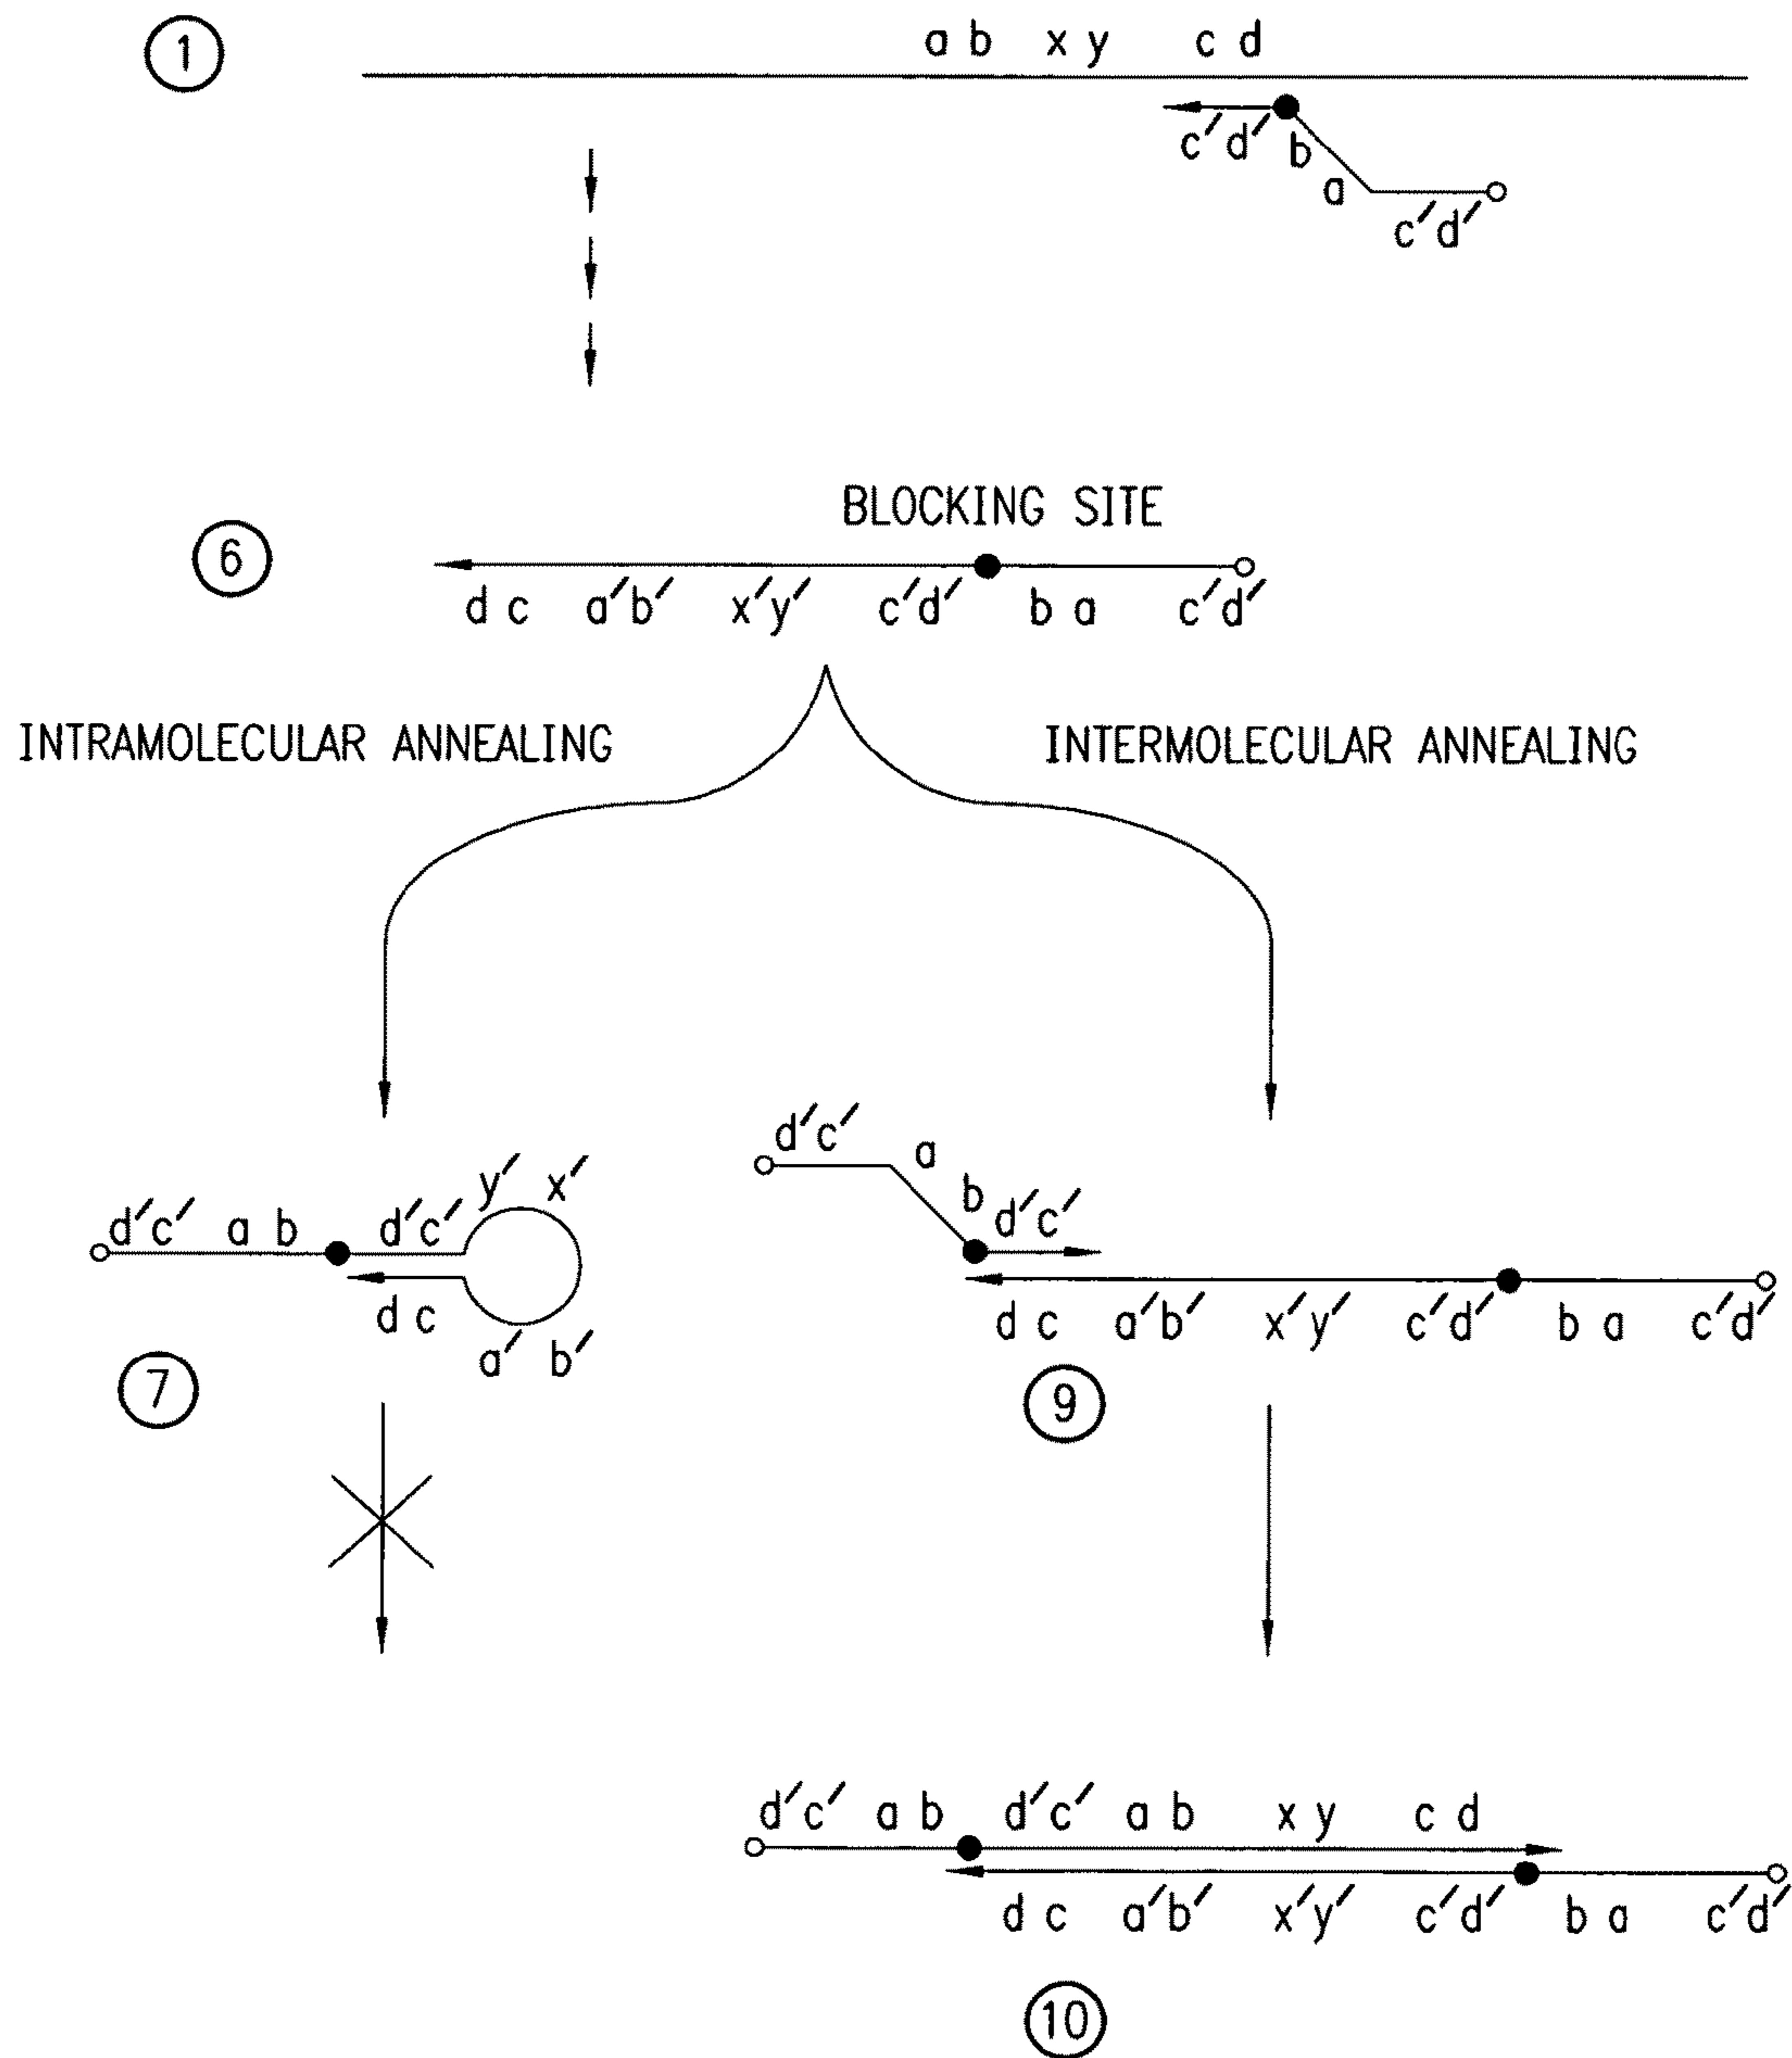 1
a b x y c d
c′d′ b
a
c′d′
BLOCKING SITE
6
d c a′b′ x′y′ c′d′ b a c′d′
INTRAMOLECULAR ANNEALING INTERMOLECULAR ANNEALING
d′c′ a
b d′c′
y′ x′
d′c′ a b d′c′
d c
a′ b′
d c a′b′ x′y′ c′d′ b a c′d′
7
9
d′c′ a b d′c′ a b x y c d
d c a′b′ x′y′ c′d′ b a c′d′
10